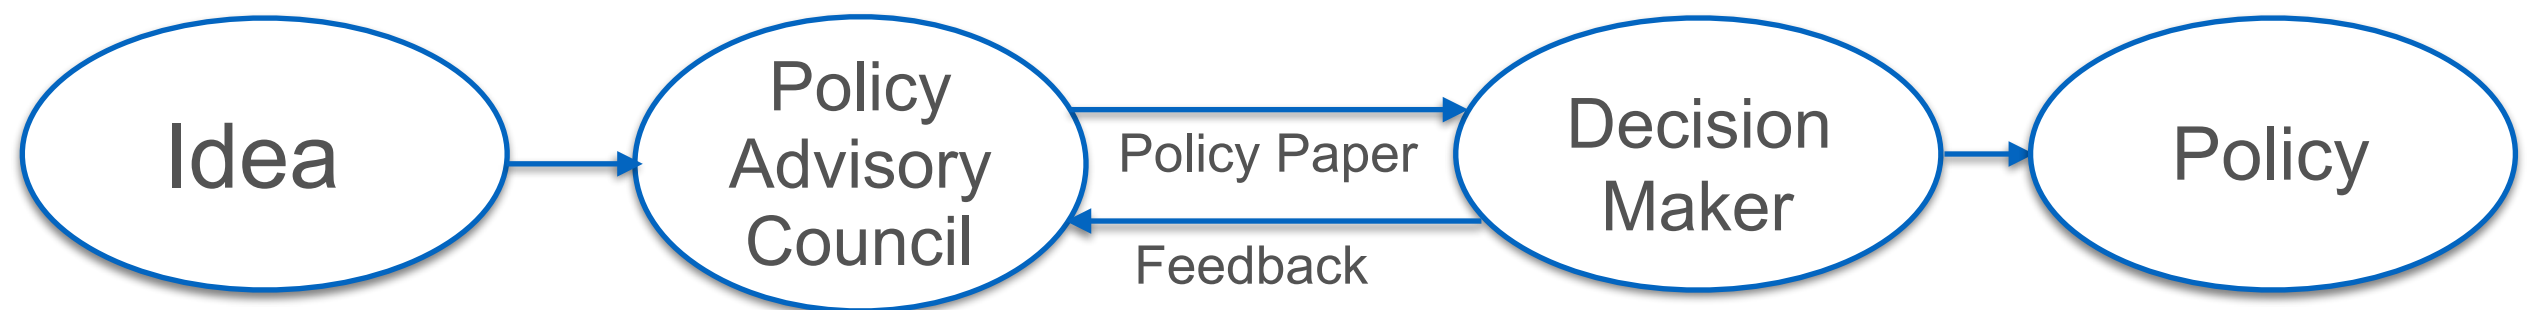 Idea
Policy
Advisory
Council
Policy Paper
Feedback
Decision
Maker
Policy